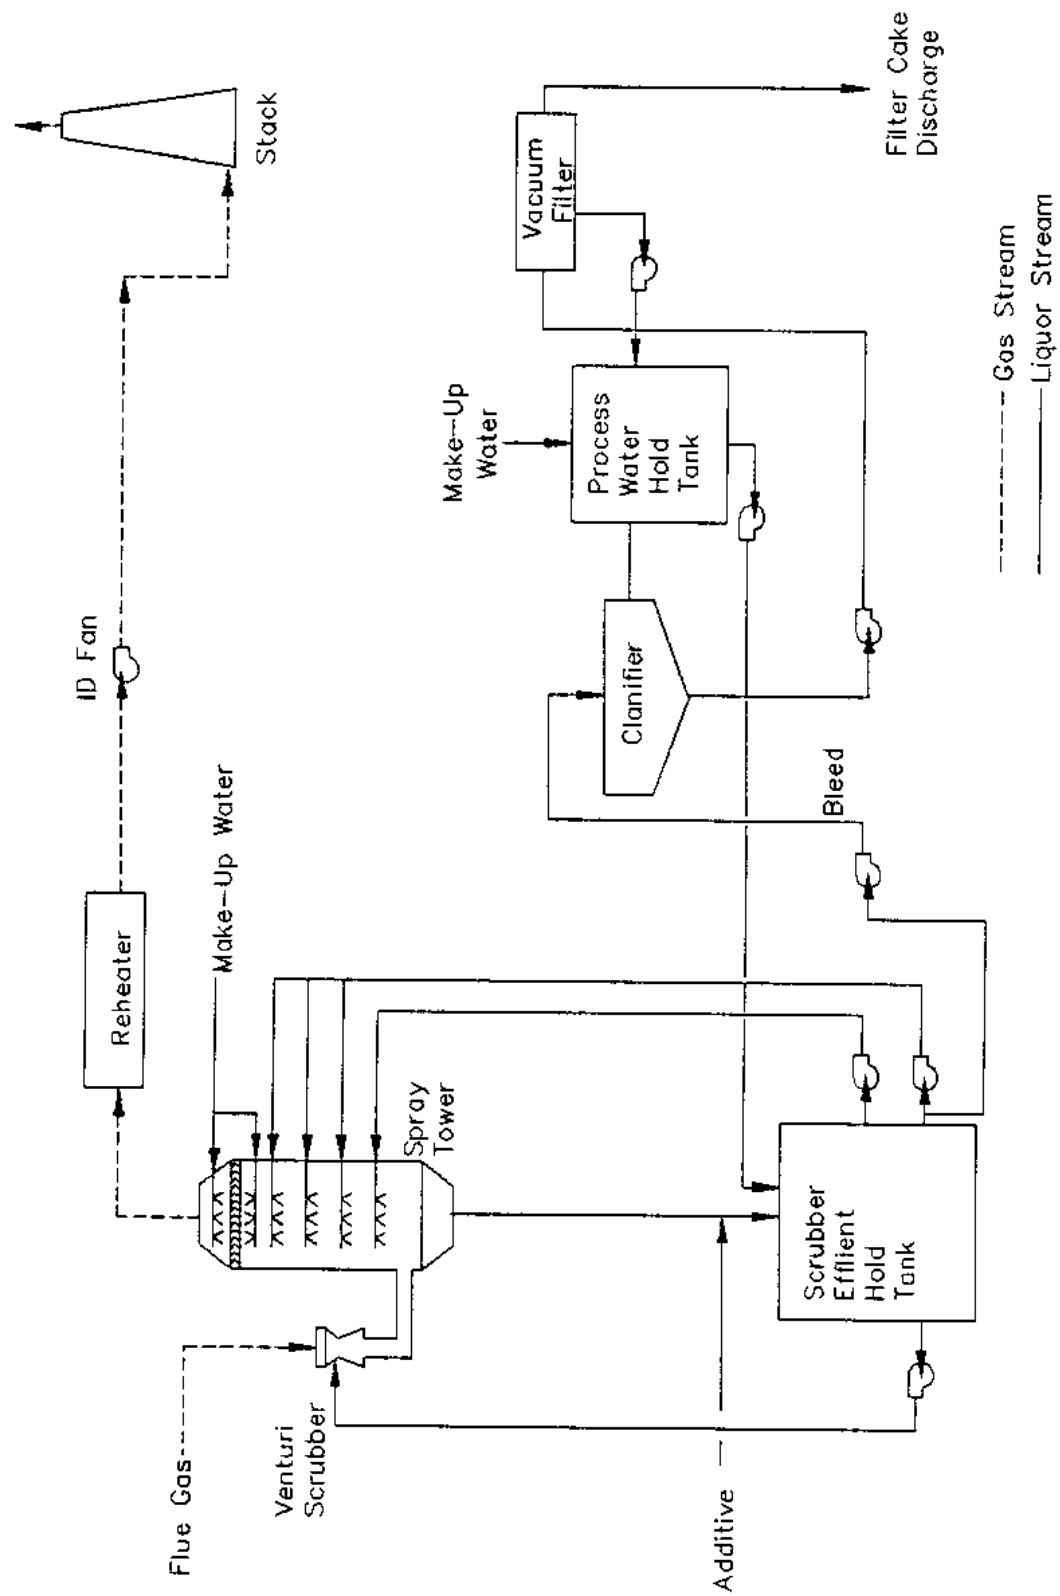 Flue Gas
Venturi
Scrubber
Additive
Reheater
Make-Up Water
ID Fan
Stack
Spray
Tower
Scrubber
Efflient
Hold
Tank
Bleed
Clanifier
Make-Up
Water
Process
Water
Hold
Tank
Vacuum
Filter
Filter Cake
Discharge
Gas Stream
Liquor Stream